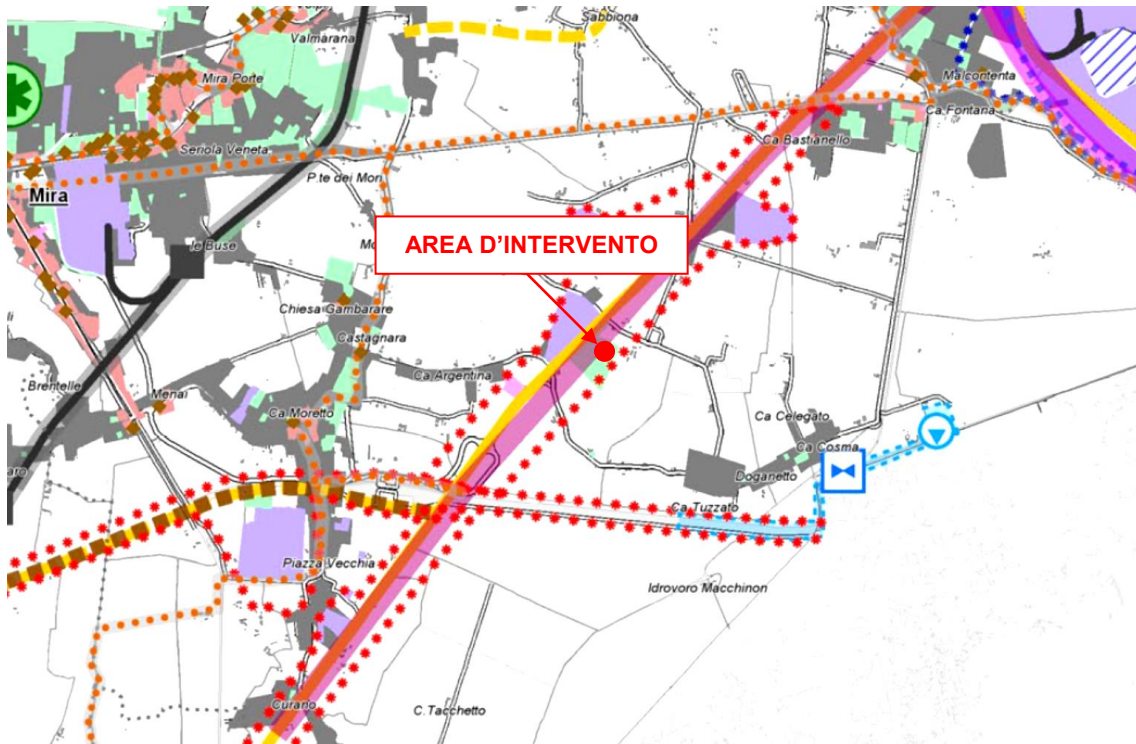 Sabbiona
Valmarana
Mira Porte
Malcontenta
Ca Fontana
Ca Bastianello
Seriola Veneta
P.te dei Mori
Mira
AREA D'INTERVENTO
le Buse
Chiesa Gambarare
Castagnara
Brentelle
Menai
Ca Argentina
Ca Moretto
Ca Celegato
Ca Cosma
Doganetto
Ca Tuzzato
Piazza Vecchia
Idrovoro Macchinon
Curano
C.Tacchetto